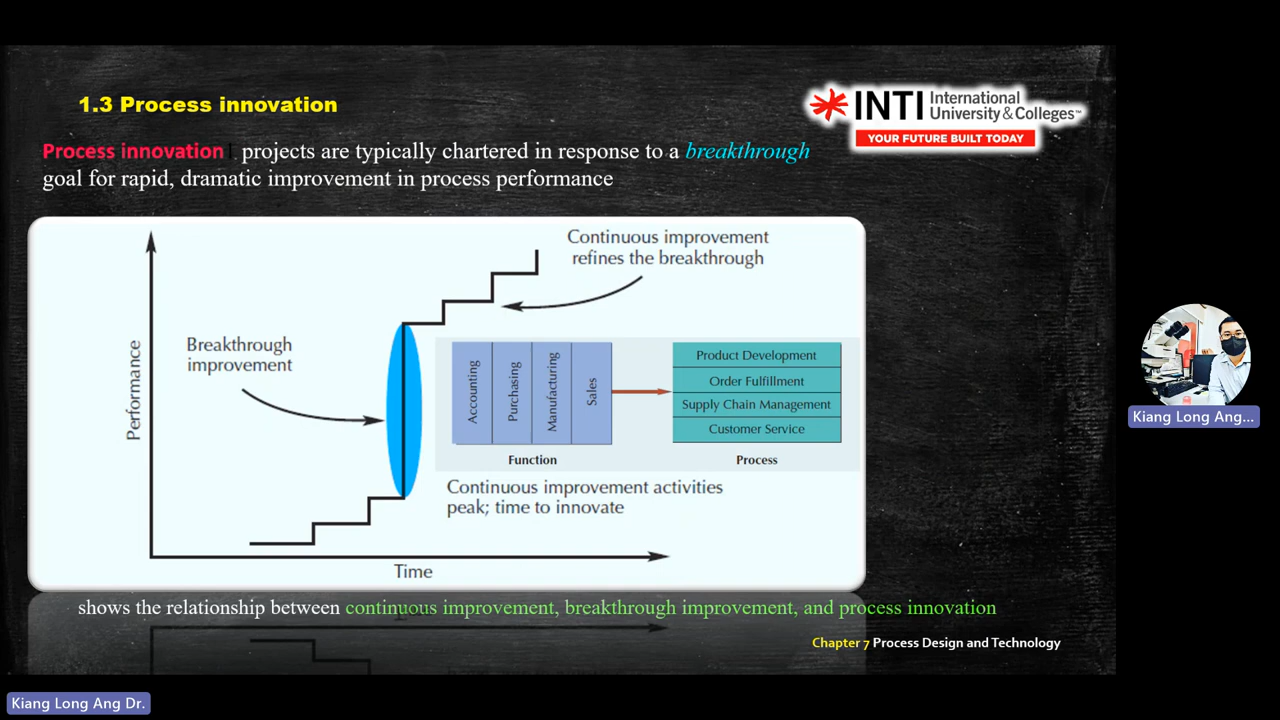 1.3 Process innovation
INTI International
University & Colleges™
YOUR FUTURE BUILT TODAY
Process innovation projects are typically chartered in response to a breakthrough
goal for rapid, dramatic improvement in process performance
Continuous improvement
refines the breakthrough
Breakthrough
improvement
Performance
Accounting
Purchasing
Manufacturing
Sales
Function
Product Development
Order Fulfillment
Supply Chain Management
Customer Service
Process
Continuous improvement activities
peak; time to innovate
Time
shows the relationship between continuous improvement, breakthrough improvement, and process innovation
Chapter 7 Process Design and Technology
Kiang Long Ang...
Kiang Long Ang Dr.